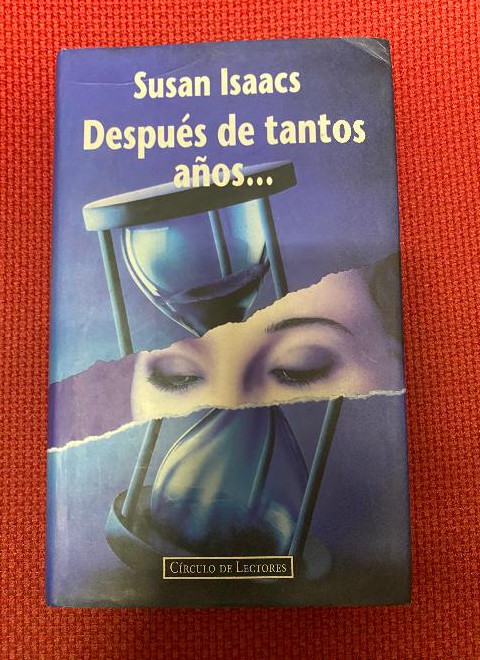 Susan Isaacs
Después de tantos
años...
CÍRCULO DE LECTORES